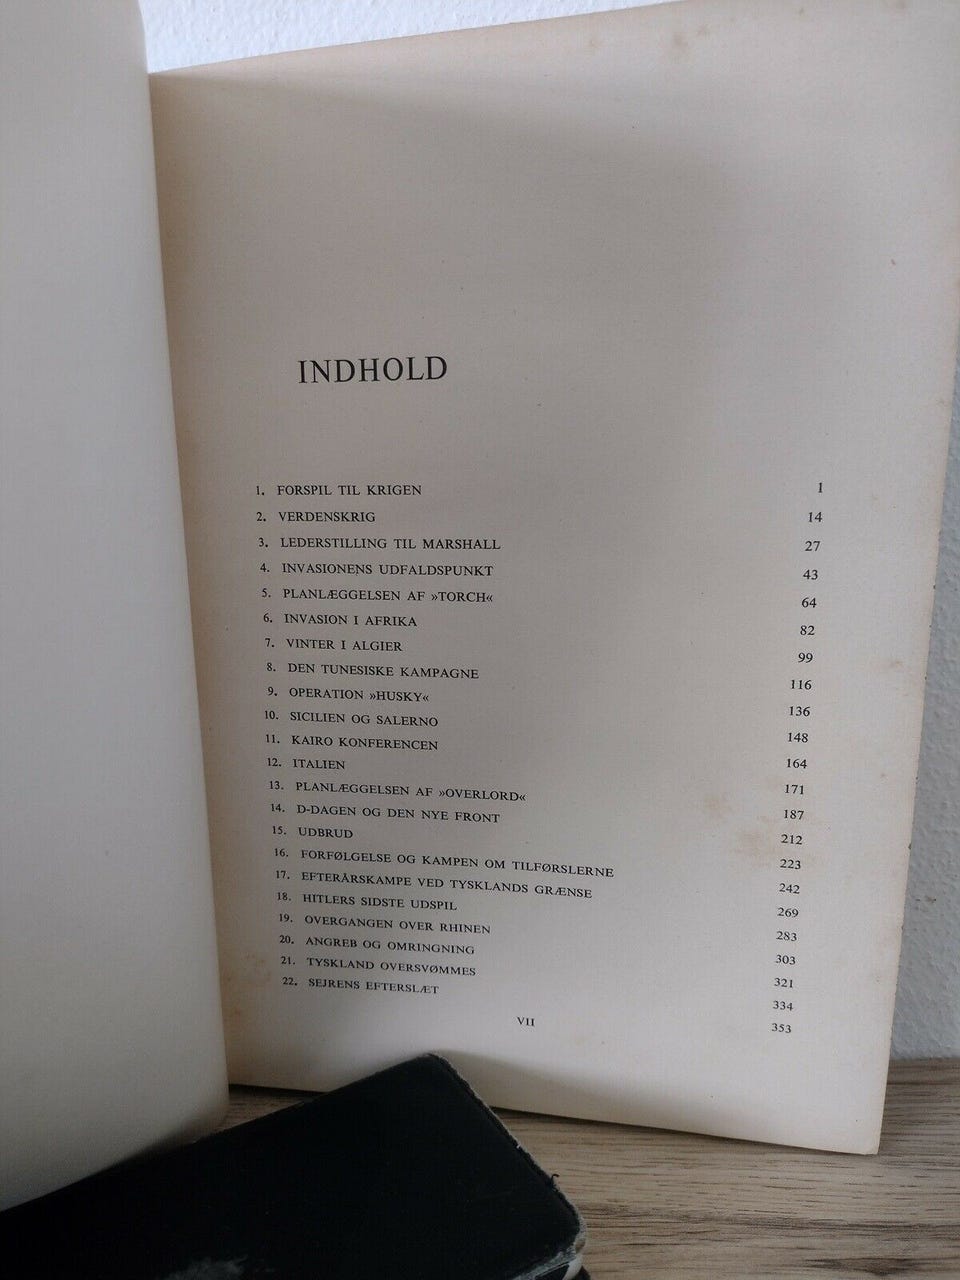 INDHOLD
1. FORSPIL TIL KRIGEN 1
2. VERDENSKRIG 14
3. LEDERSTILLING TIL MARSHALL 27
4. INVASIONENS UDFALDSPUNKT 43
5. PLANLÆGGELSEN AF »TORCH« 64
6. INVASION I AFRIKA 82
7. VINTER I ALGIER 99
8. DEN TUNESISKE KAMPAGNE 116
9. OPERATION »HUSKY« 136
10. SICILIEN OG SALERNO 148
11. KAIRO KONFERENCEN 164
12. ITALIEN 171
13. PLANLÆGGELSEN AF »OVERLORD« 187
14. D-DAGEN OG DEN NYE FRONT 212
15. UDBRUD 223
16. FORFØLGELSE OG KAMPEN OM TILFØRSLERNE 242
17. EFTERÅRSKAMPE VED TYSKLANDS GRÆNSE 269
18. HITLERS SIDSTE UDSPIL 283
19. OVERGANGEN OVER RHINEN 303
20. ANGREB OG OMRINGNING 321
21. TYSKLAND OVERSVØMMES 334
22. SEJRENS EFTERSLÆT 353
VII